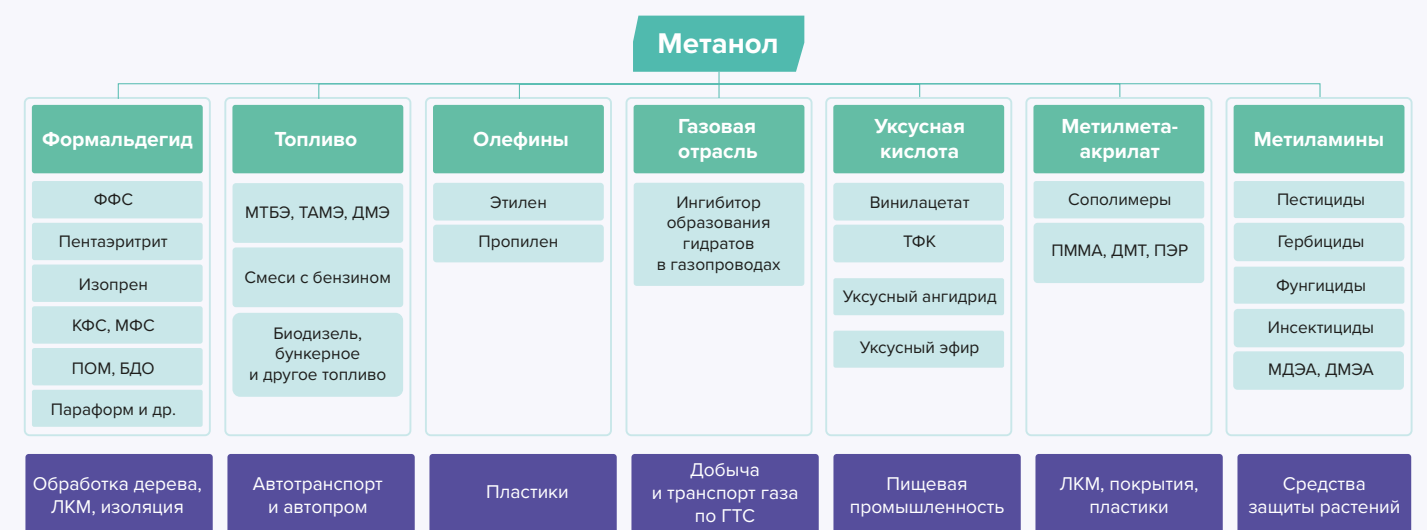 Метанол
Формальдегид
ФФС
Пентаэритрит
Изопрен
КФС, МФС
ПОМ, БДО
Параформ и др.
Обработка дерева,
ЛКМ, изоляция
Топливо
МТБЭ, ТАМЭ, ДМЭ
Смеси с бензином
Биодизель,
бункерное
и другое топливо
Автотранспорт
и автопром
Олефины
Этилен
Пропилен
Пластики
Газовая
отрасль
Ингибитор
образования
гидратов
в газопроводах
Добыча
и транспорт газа
по ГТС
Уксусная
кислота
Винилацетат
ТФК
Уксусный ангидрид
Уксусный эфир
Пищевая
промышленность
Метилмета-
акрилат
Сополимеры
ПММА, ДМТ, ПЭР
ЛКМ, покрытия,
пластики
Метиламины
Пестициды
Гербициды
Фунгициды
Инсектициды
МДЭА, ДМЭА
Средства
защиты растений